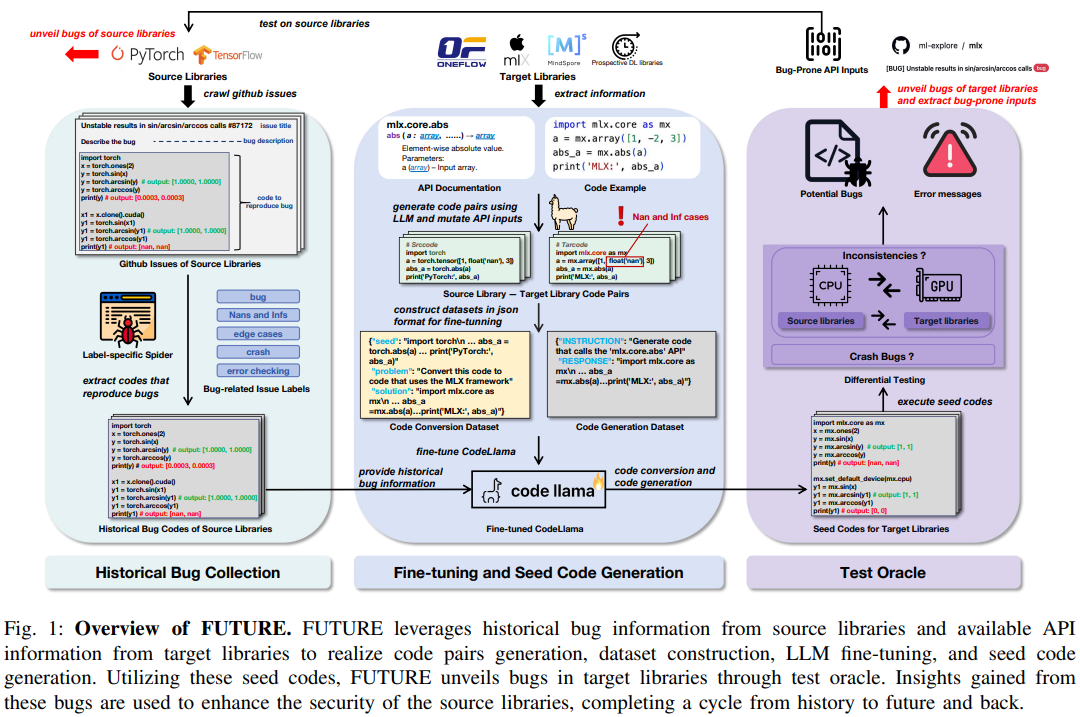 test on source libraries
unveil bugs of source libraries
PyTorch
TensorFlow
Source Libraries
crawl github issues
ONEFLOW
mlX
[M]s
MindSpore
Prospective DL libraries
Target Libraries
extract information
Bug-Prone API Inputs
ml-explore / mlx
[BUG] Unstable results in sin/arcsin/arccos calls bug
unveil bugs of target libraries
and extract bug-prone inputs
Unstable results in sin/arcsin/arccos calls #87172 issue title
Describe the bug bug description
import torch
x = torch.ones(2)
y = torch.sin(x)
y = torch.arcsin(y) # output: [1.0000, 1.0000]
y = torch.arccos(y)
print(y) # output: [0.0003, 0.0003]
x1 = x.clone().cuda()
y1 = torch.sin(x1)
y1 = torch.arcsin(y1) # output: [1.0000, 1.0000]
y1 = torch.arccos(y1)
print(y1) # output: [nan, nan]
code to
reproduce bug
Github Issues of Source Libraries
Label-specific Spider
bug
Nans and Infs
edge cases
crash
error checking
Bug-related Issue Labels
extract codes that
reproduce bugs
import torch
x = torch.ones(2)
y = torch.sin(x)
y = torch.arcsin(y) # output: [1.0000, 1.0000]
y = torch.arccos(y)
print(y) # output: [0.0003, 0.0003]
x1 = x.clone().cuda()
y1 = torch.sin(x1)
y1 = torch.arcsin(y1) # output: [1.0000, 1.0000]
y1 = torch.arccos(y1)
print(y1) # output: [nan, nan]
Historical Bug Codes of Source Libraries
Historical Bug Collection
mlx.core.abs
abs (a : array, ......) → array
Element-wise absolute value.
Parameters:
a (array) – Input array.
API Documentation
import mlx.core as mx
a = mx.array([1, -2, 3])
abs_a = mx.abs(a)
print('MLX:', abs_a)
Code Example
generate code pairs using
LLM and mutate API inputs
! Nan and Inf cases
# Srccode
import torch
a = torch.tensor([1, float('nan'), 3])
abs_a = torch.abs(a)
print('PyTorch:', abs_a)
# Tarcode
import mlx.core as mx
a = mx.array([1, float('nan'), 3])
abs_a = mx.abs(a)
print('MLX:', abs_a)
Source Library — Target Library Code Pairs
construct datasets in json
format for fine-tunning
{"seed": "import torch\n ... abs_a =
torch.abs(a) ... print('PyTorch:',
abs_a)"
"problem": "Convert this code to
code that uses the MLX framework"
"solution": "import mlx.core as
mx\n ... abs_a
=mx.abs(a)...print('MLX:', abs_a)"}
Code Conversion Dataset
{"INSTRUCTION": "Generate code
that calls the 'mlx.core.abs' API"
"RESPONSE": "import mlx.core as
mx\n ... abs_a
=mx.abs(a)...print('MLX:', abs_a)"}
Code Generation Dataset
fine-tune CodeLlama
provide historical
bug information
code llama
code conversion and
code generation
Fine-tuned CodeLlama
Fine-tuning and Seed Code Generation
Potential Bugs
Error messages
Inconsistencies ?
CPU
GPU
Source libraries
Target libraries
Crash Bugs ?
Differential Testing
execute seed codes
import mlx.core as mx
x = mx.ones(2)
y = mx.sin(x)
y = mx.arcsin(y) # output: [1, 1]
y = mx.arccos(y)
print(y) # output: [nan, nan]
mx.set_default_device(mx.cpu)
y1 = mx.sin(x)
y1 = mx.arcsin(y1) # output: [1, 1]
y1 = mx.arccos(y1)
print(y1) # output: [0, 0]
Seed Codes for Target Libraries
Test Oracle
Fig. 1: Overview of FUTURE. FUTURE leverages historical bug information from source libraries and available API
information from target libraries to realize code pairs generation, dataset construction, LLM fine-tuning, and seed code
generation. Utilizing these seed codes, FUTURE unveils bugs in target libraries through test oracle. Insights gained from
these bugs are used to enhance the security of the source libraries, completing a cycle from history to future and back.